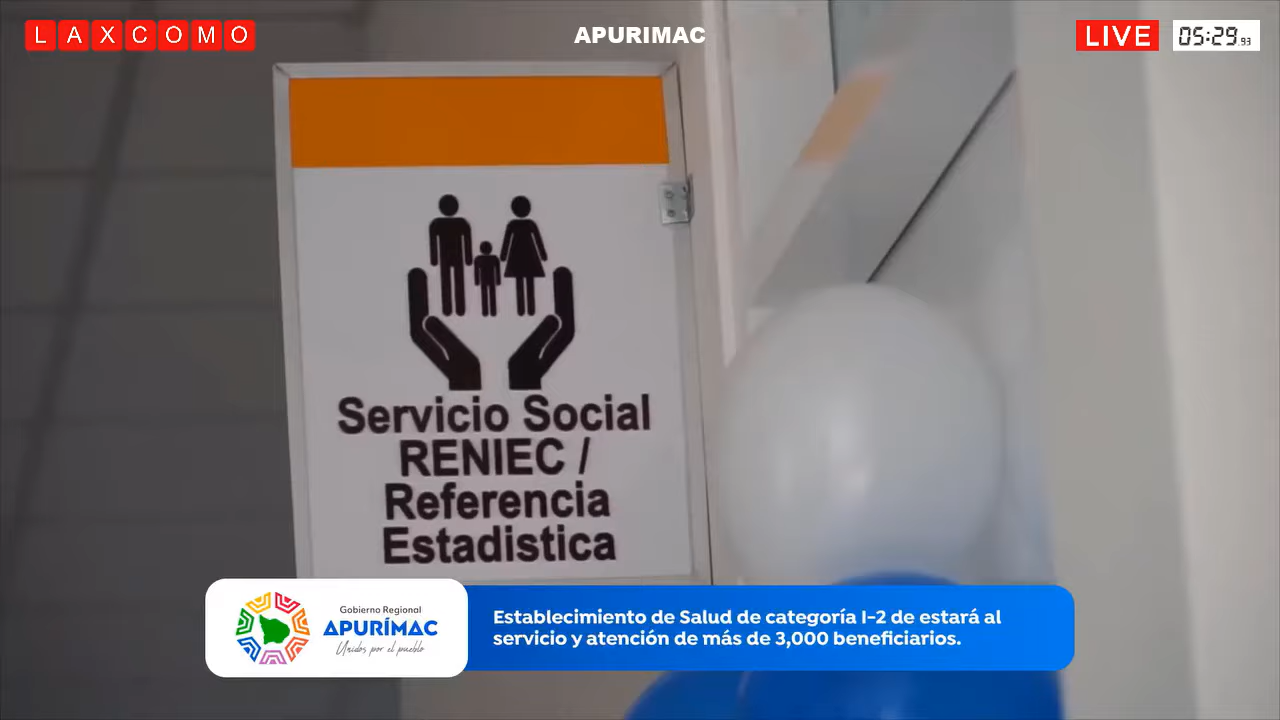 LAXCOMO
APURIMAC
LIVE
05:29.93
Servicio Social
RENIEC /
Referencia
Estadistica
Gobierno Regional
APURÍMAC
Unidos por el pueblo
Establecimiento de Salud de categoría I-2 de estará al
servicio y atención de más de 3,000 beneficiarios.